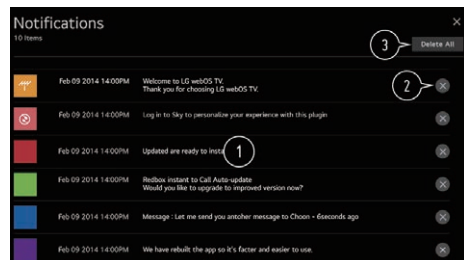 Notifications
10 Items
3
Delete All
Feb 09 2014 14:00PM
Welcome to LG webOS TV.
Thank you for choosing LG webOS TV.
2
Feb 09 2014 14:00PM
Log in to Sky to personalize your experience with this plugin
Feb 09 2014 14:00PM
Updated are ready to insta
1
Feb 09 2014 14:00PM
Redbox instant to Call Auto-update
Would you like to upgrade to improved version now?
Feb 09 2014 14:00PM
Message : Let me send you antoher message to Choon - 6seconds ago
Feb 09 2014 14:00PM
We have rebuilt the app so it's facter and easier to use.